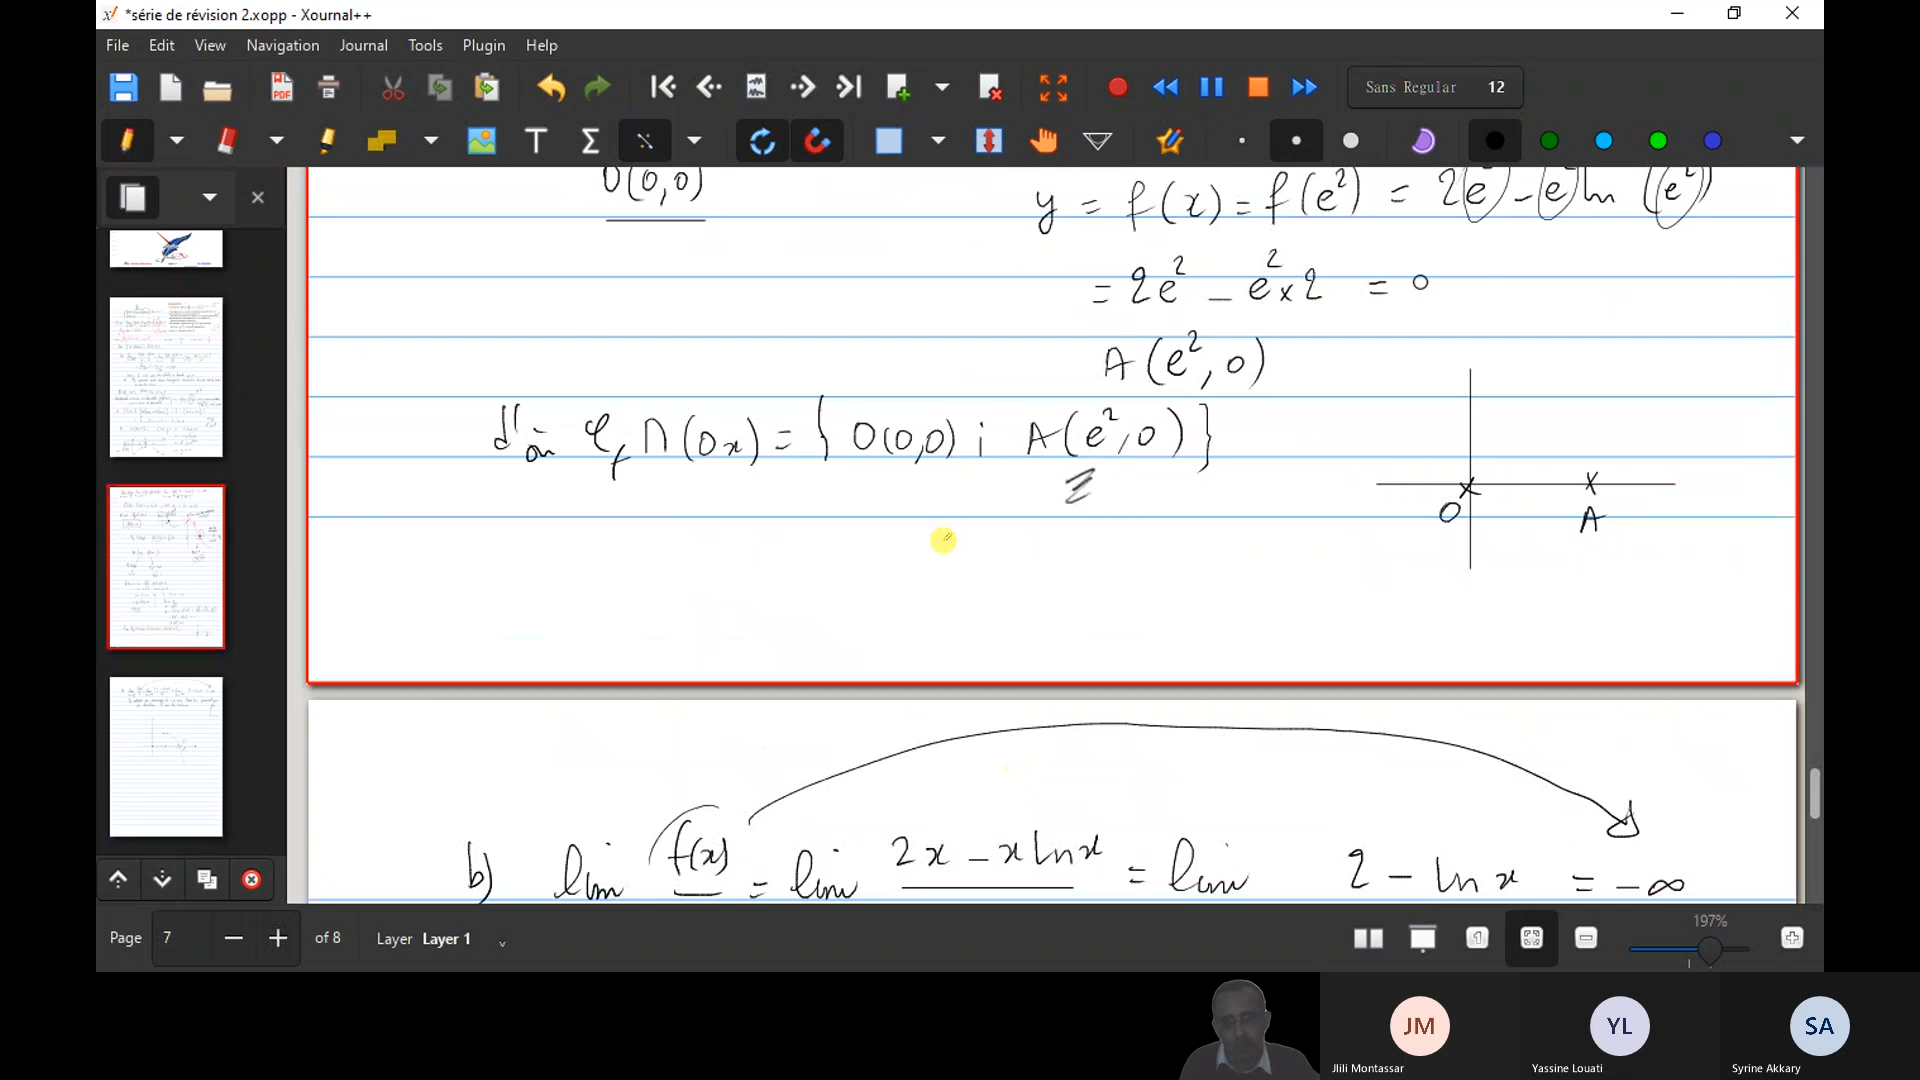 *série de révision 2.xopp - Xournal++
File Edit View Navigation Journal Tools Plugin Help
PDF
Sans Regular 12
T Σ
O(0,0)
y = f(x) = f(e²) = 2e² - e² ln (e²)
= 2e² - e² x 2 = 0
A(e², 0)
d'où 𝒞f ∩ (Ox) = { O(0,0) ; A(e², 0) }
O A
b) lim f(x) = lim 2x - x ln x = lim 2 - ln x = -∞
Page 7 of 8 Layer Layer 1
197%
JM YL SA
Jlili Montassar Yassine Louati Syrine Akkary